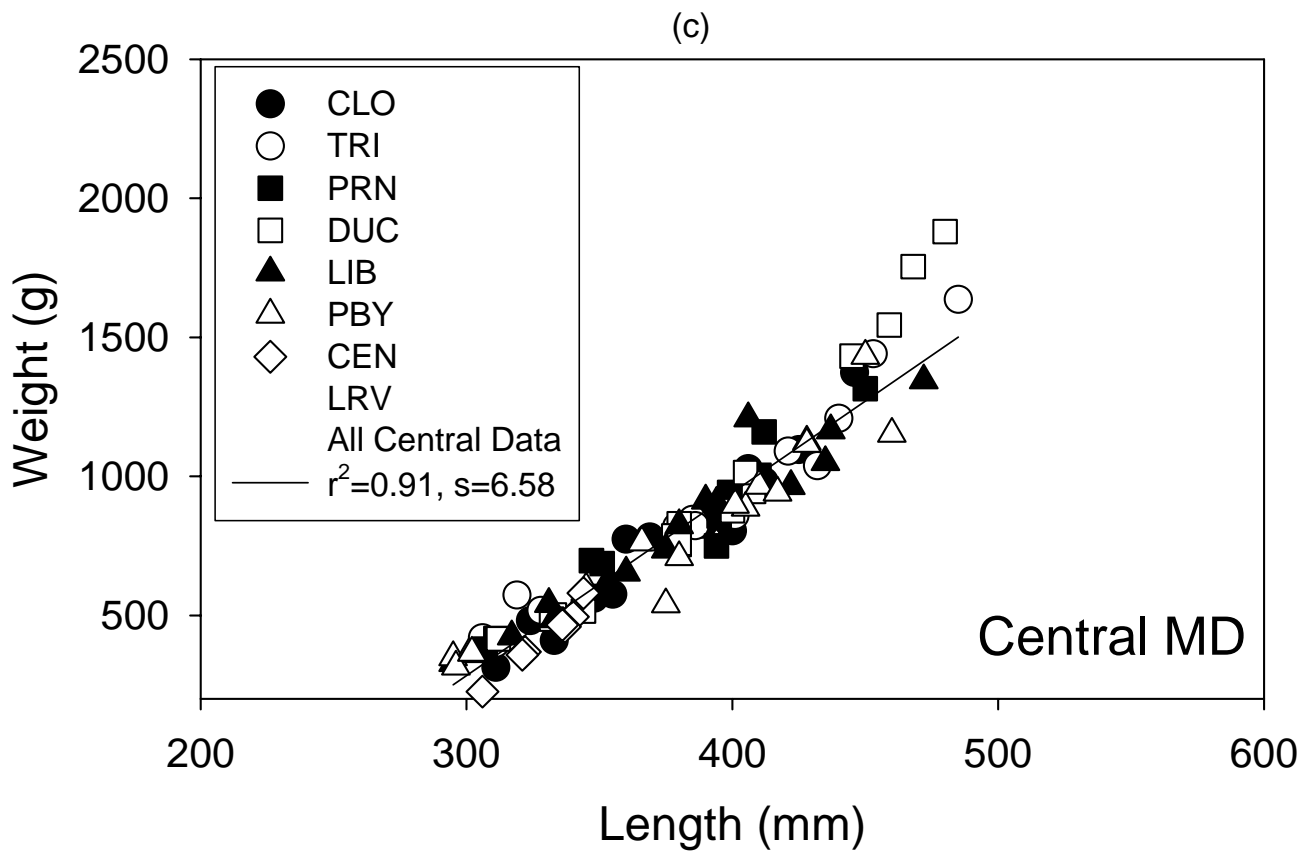 (c)
2500
2000
1500
1000
500
Weight (g)
CLO
TRI
PRN
DUC
LIB
PBY
CEN
LRV
All Central Data
r²=0.91, s=6.58
Central MD
200 300 400 500 600
Length (mm)